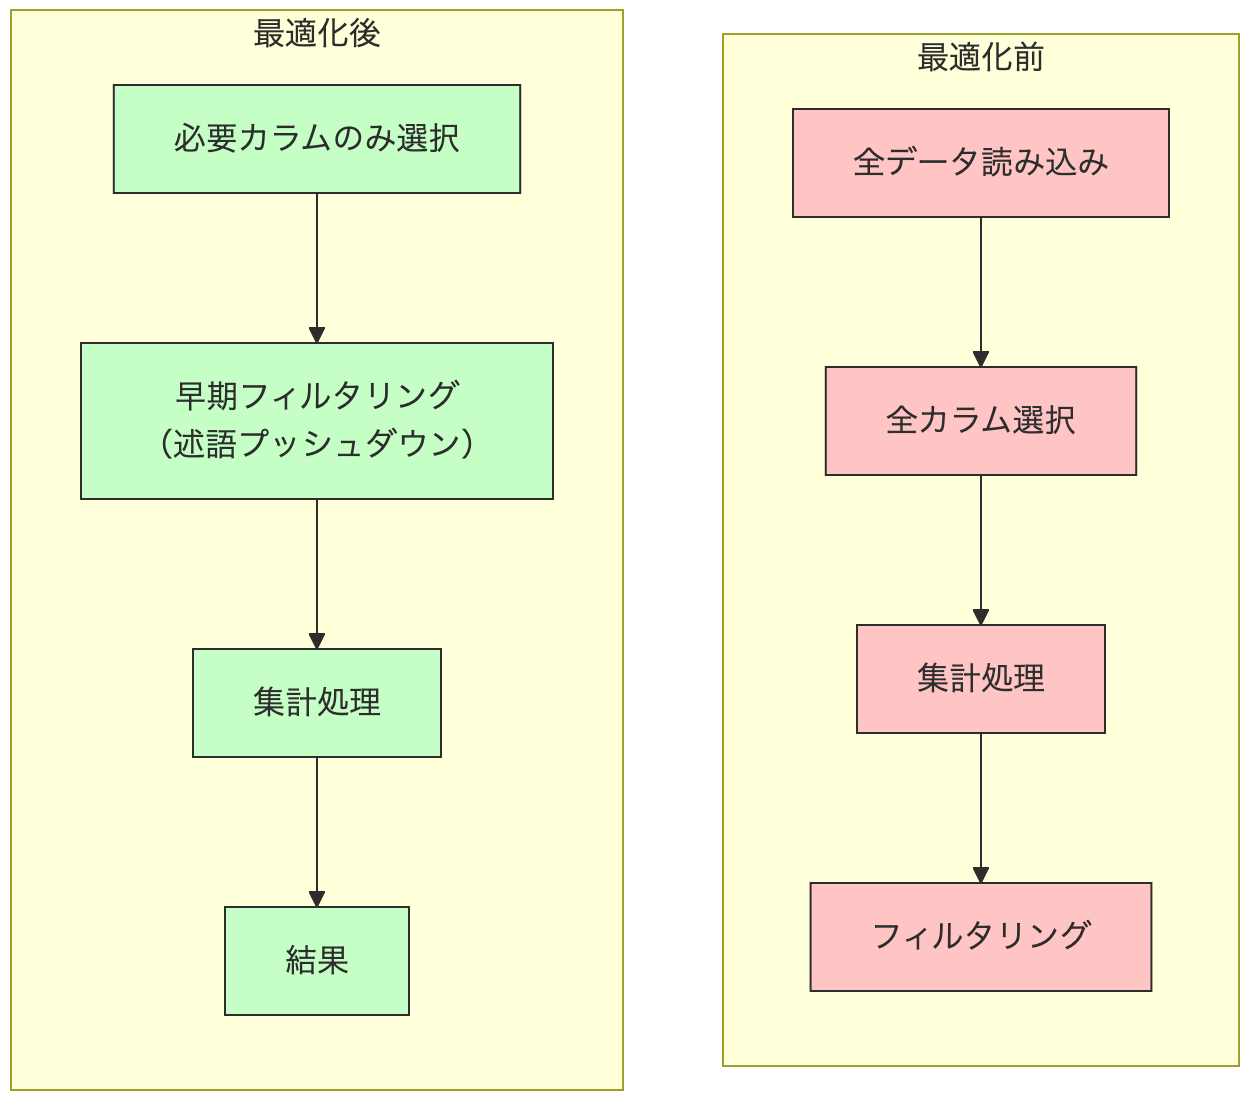 最適化後
必要カラムのみ選択
早期フィルタリング
（述語プッシュダウン）
集計処理
結果
最適化前
全データ読み込み
全カラム選択
集計処理
フィルタリング